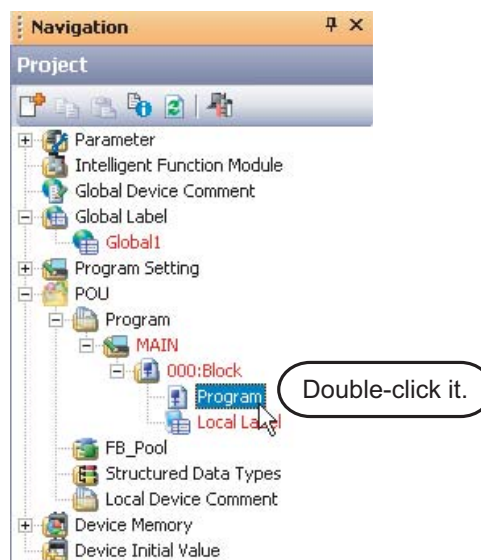 Navigation
Project
Parameter
Intelligent Function Module
Global Device Comment
Global Label
Global1
Program Setting
POU
Program
MAIN
000:Block
Program
Double-click it.
Local Label
FB_Pool
Structured Data Types
Local Device Comment
Device Memory
Device Initial Value